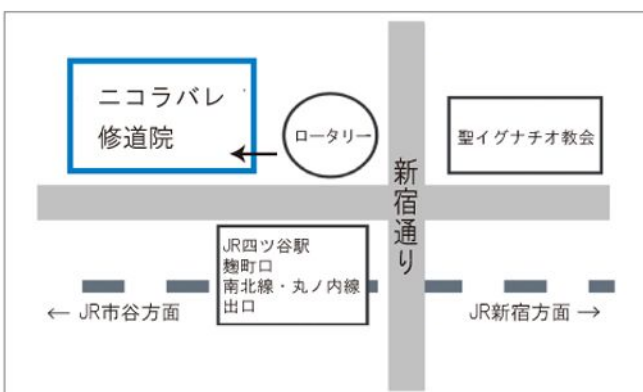 ニコラバレ
修道院
ロータリー
新宿通り
聖イグナチオ教会
JR四ツ谷駅
麹町口
南北線・丸ノ内線
出口
← JR市谷方面
JR新宿方面 →